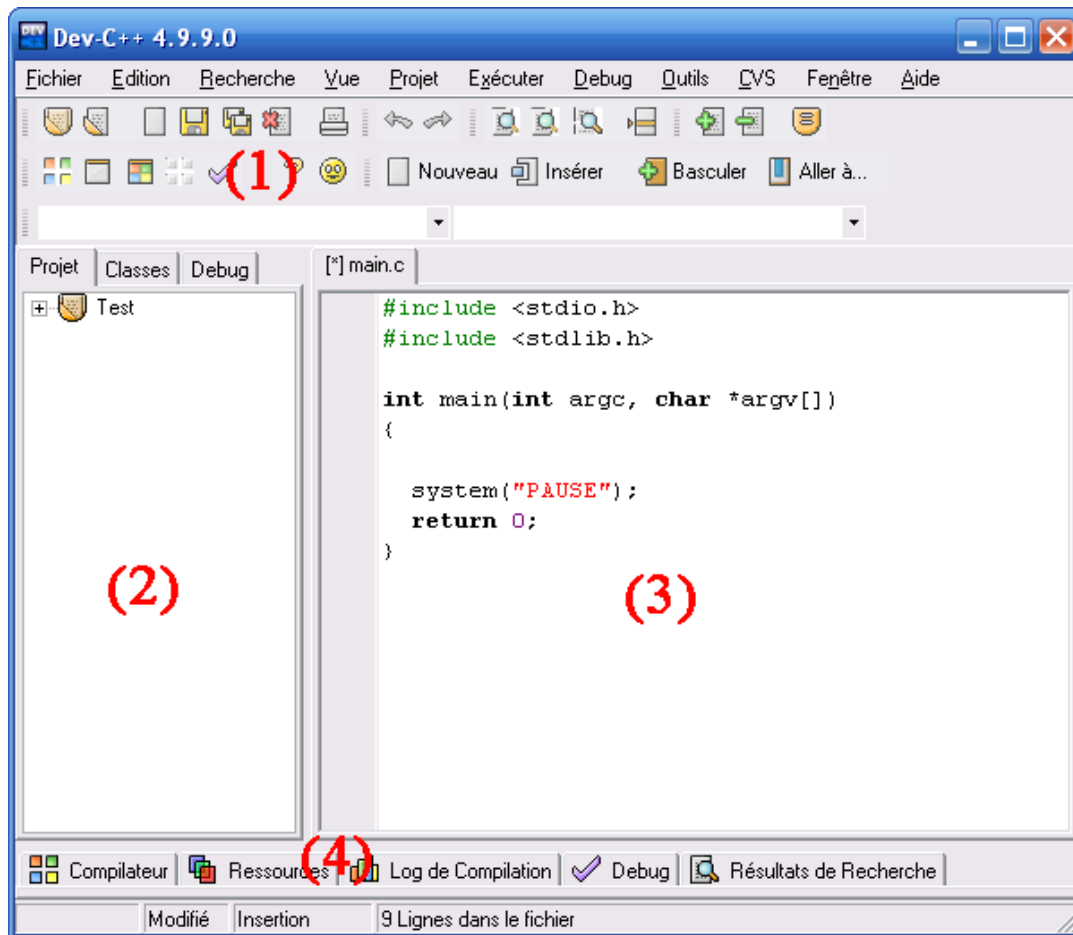 Dev-C++ 4.9.9.0
Fichier Edition Recherche Vue Projet Exécuter Debug Outils CVS Fenêtre Aide
(1)
Nouveau Insérer Basculer Aller à...
Projet Classes Debug
[*] main.c
Test
#include <stdio.h>
#include <stdlib.h>
int main(int argc, char *argv[])
{
system("PAUSE");
return 0;
}
(2)
(3)
(4)
Compilateur Ressources Log de Compilation Debug Résultats de Recherche
Modifié Insertion 9 Lignes dans le fichier